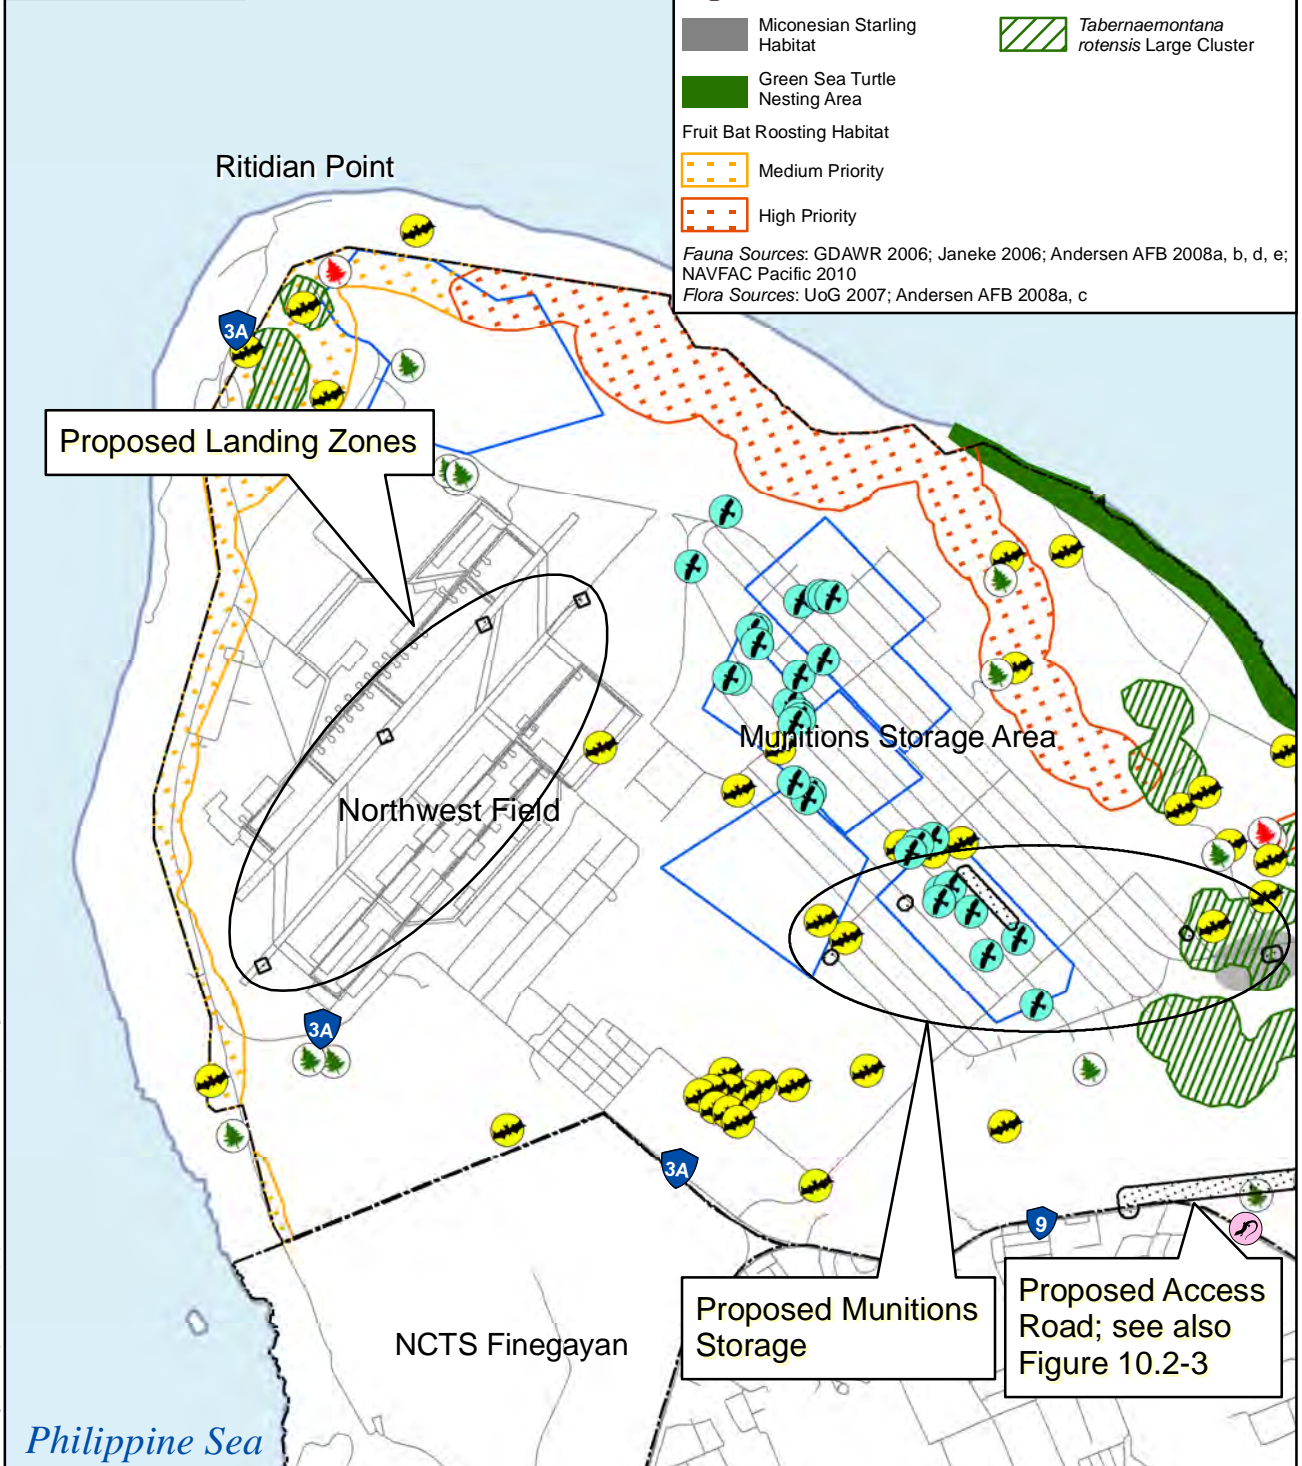 Miconesian Starling
Habitat
Tabernaemontana
rotensis Large Cluster
Green Sea Turtle
Nesting Area
Fruit Bat Roosting Habitat
Medium Priority
High Priority
Fauna Sources: GDAWR 2006; Janeke 2006; Andersen AFB 2008a, b, d, e;
NAVFAC Pacific 2010
Flora Sources: UoG 2007; Andersen AFB 2008a, c
Ritidian Point
3A
Proposed Landing Zones
Munitions Storage Area
Northwest Field
3A
3A
9
Proposed Munitions
Storage
Proposed Access
Road; see also
Figure 10.2-3
NCTS Finegayan
Philippine Sea